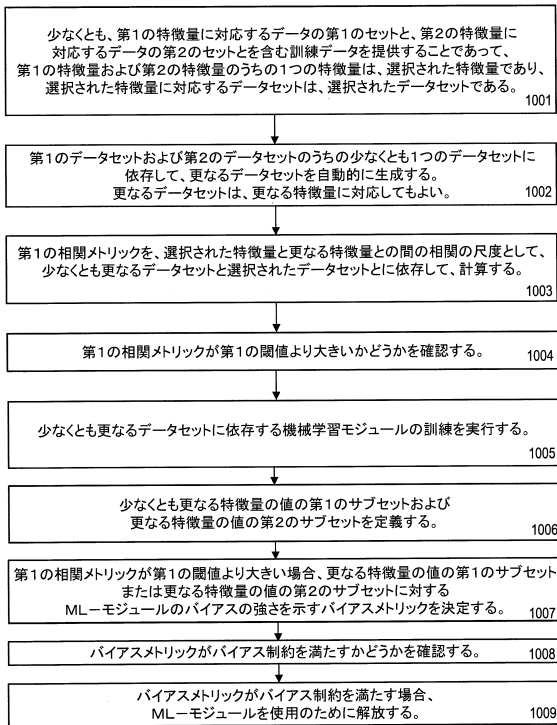 少なくとも、第1の特徴量に対応するデータの第1のセットと、第2の特徴量に
対応するデータの第2のセットとを含む訓練データを提供することであって、
第1の特徴量および第2の特徴量のうちの1つの特徴量は、選択された特徴量であり、
選択された特徴量に対応するデータセットは、選択されたデータセットである。
1001
第1のデータセットおよび第2のデータセットのうちの少なくとも1つのデータセットに
依存して、更なるデータセットを自動的に生成する。
更なるデータセットは、更なる特徴量に対応してもよい。
1002
第1の相関メトリックを、選択された特徴量と更なる特徴量との間の相関の尺度として、
少なくとも更なるデータセットと選択されたデータセットとに依存して、計算する。
1003
第1の相関メトリックが第1の閾値より大きいかどうかを確認する。
1004
少なくとも更なるデータセットに依存する機械学習モジュールの訓練を実行する。
1005
少なくとも更なる特徴量の値の第1のサブセットおよび
更なる特徴量の値の第2のサブセットを定義する。
1006
第1の相関メトリックが第1の閾値より大きい場合、更なる特徴量の値の第1のサブセット
または更なる特徴量の値の第2のサブセットに対する
MLーモジュールのバイアスの強さを示すバイアスメトリックを決定する。
1007
バイアスメトリックがバイアス制約を満たすかどうかを確認する。
1008
バイアスメトリックがバイアス制約を満たす場合、
MLーモジュールを使用のために解放する。
1009